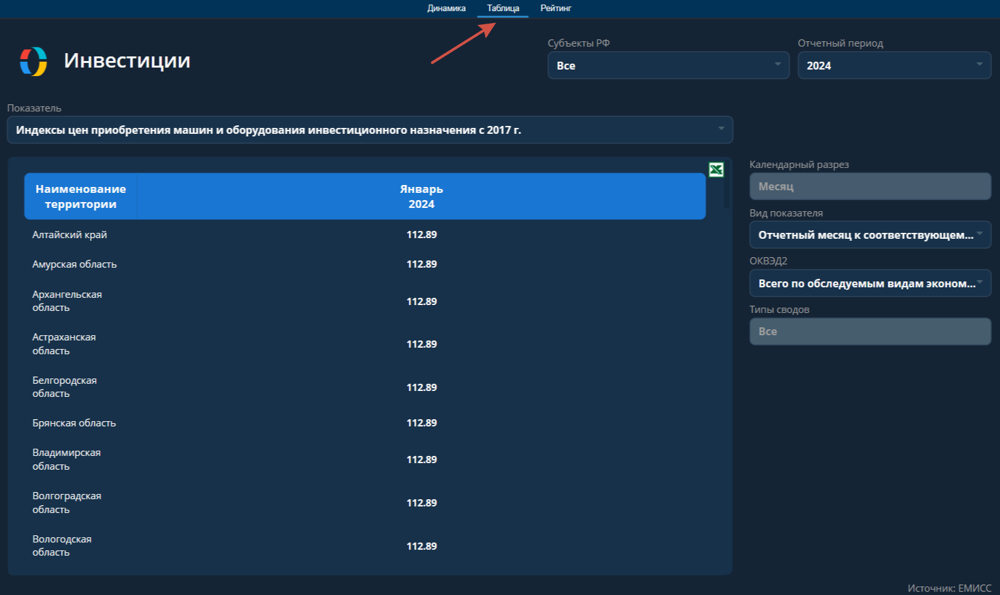 Динамика Таблица Рейтинг
Инвестиции
Субъекты РФ
Все
Отчетный период
2024
Показатель
Индексы цен приобретения машин и оборудования инвестиционного назначения с 2017 г.
Наименование
территории
Январь
2024
Алтайский край 112.89
Амурская область 112.89
Архангельская
область 112.89
Астраханская
область 112.89
Белгородская
область 112.89
Брянская область 112.89
Владимирская
область 112.89
Волгоградская
область 112.89
Вологодская
область 112.89
Календарный разрез
Месяц
Вид показателя
Отчетный месяц к соответствующем...
ОКВЭД2
Всего по обследуемым видам эконом...
Типы сводов
Все
Источник: ЕМИСС